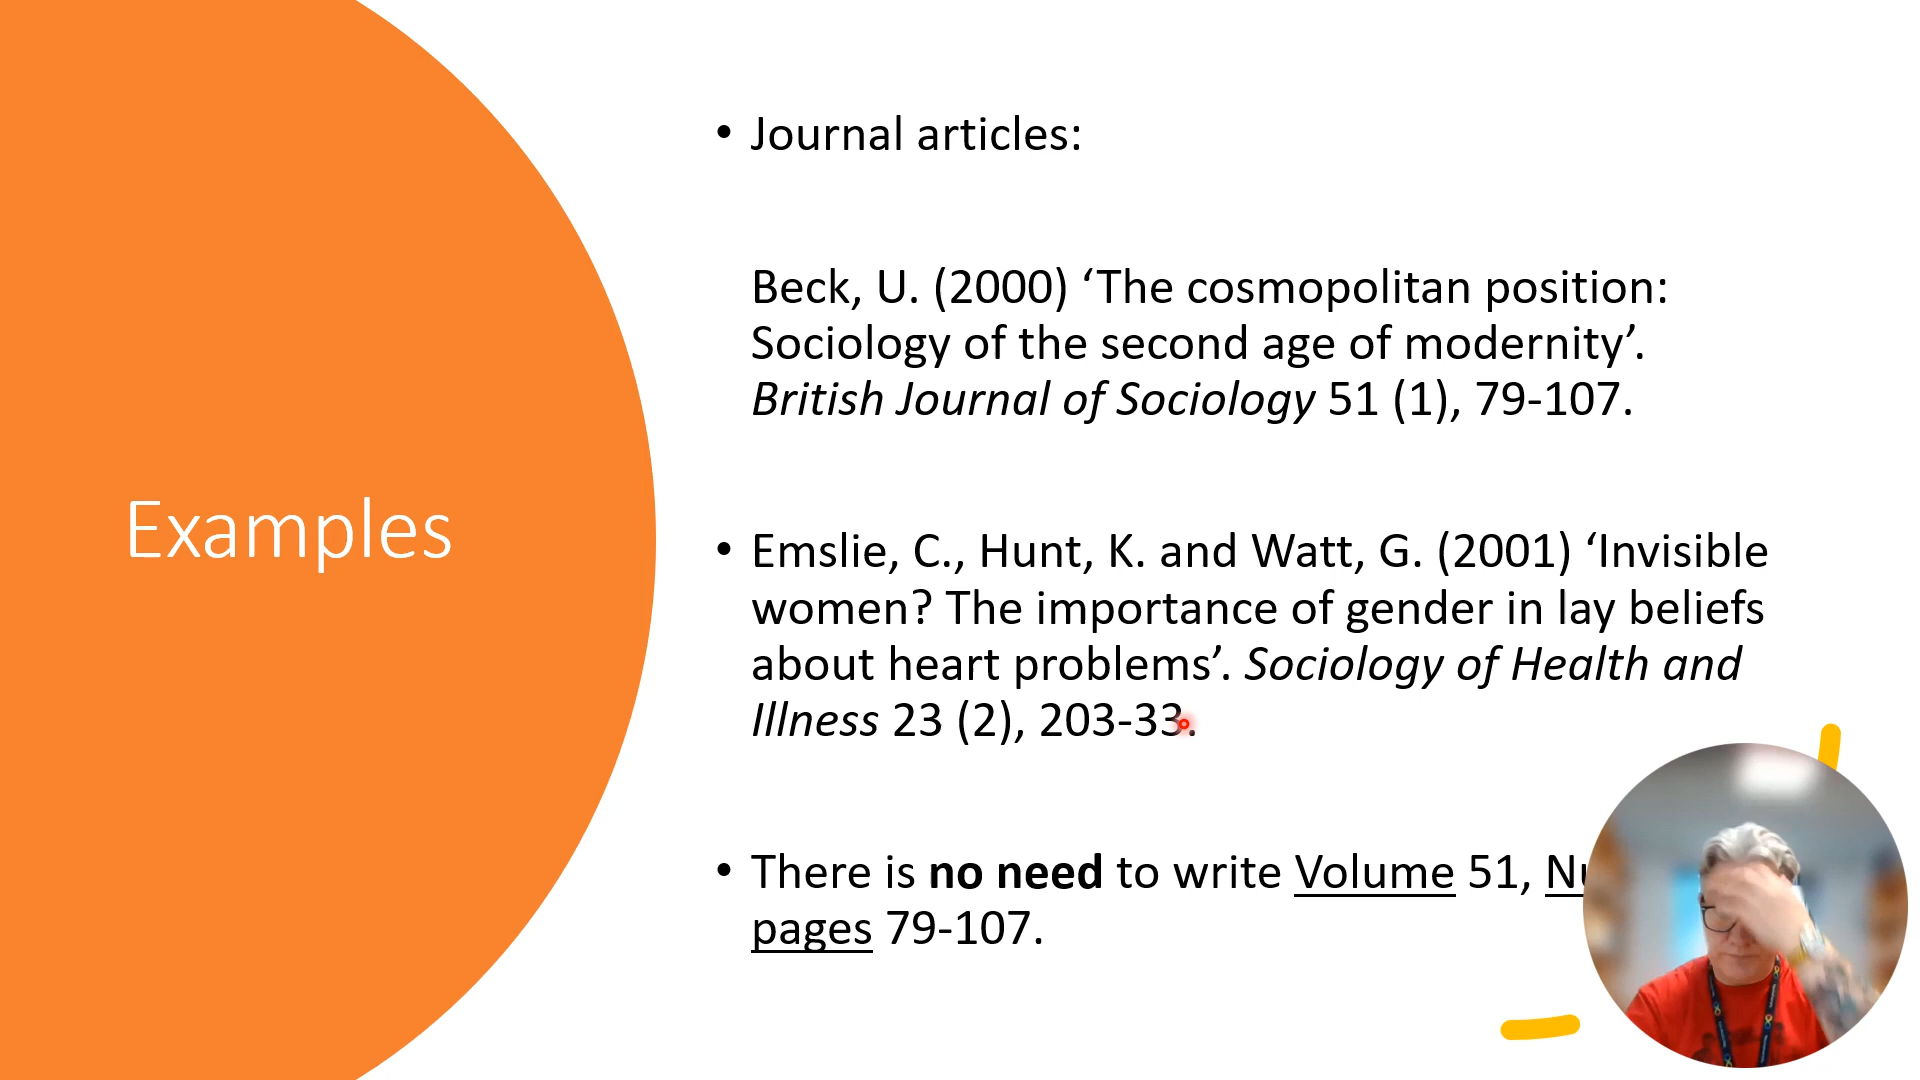 Examples
• Journal articles:
Beck, U. (2000) ‘The cosmopolitan position:
Sociology of the second age of modernity’.
British Journal of Sociology 51 (1), 79-107.
• Emslie, C., Hunt, K. and Watt, G. (2001) ‘Invisible
women? The importance of gender in lay beliefs
about heart problems’. Sociology of Health and
Illness 23 (2), 203-33.
• There is no need to write Volume 51,
pages 79-107.